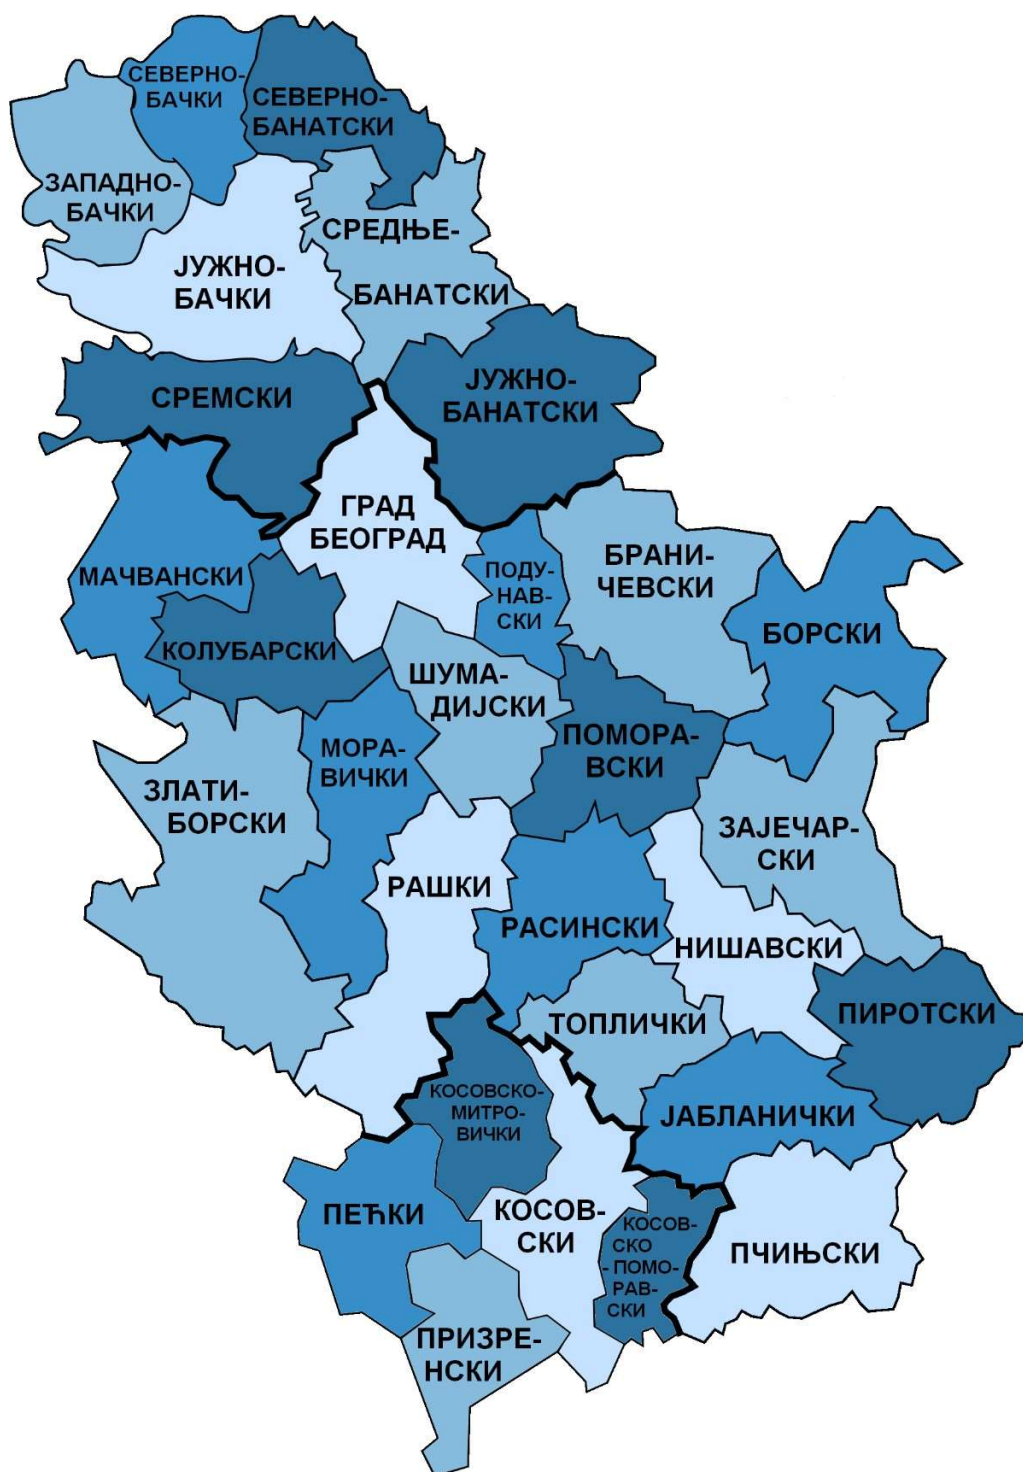 СЕВЕРНО-
БАЧКИ
СЕВЕРНО-
БАНАТСКИ
ЗАПАДНО-
БАЧКИ
СРЕДЊЕ-
БАНАТСКИ
ЈУЖНО-
БАЧКИ
СРЕМСКИ
ЈУЖНО-
БАНАТСКИ
ГРАД
БЕОГРАД
МАЧВАНСКИ
ПОДУ-
НАВ-
СКИ
БРАНИ-
ЧЕВСКИ
БОРСКИ
КОЛУБАРСКИ
ШУМА-
ДИЈСКИ
МОРА-
ВИЧКИ
ПОМОРА-
ВСКИ
ЗЛАТИ-
БОРСКИ
ЗАЈЕЧАР-
СКИ
РАШКИ
РАСИНСКИ
НИШАВСКИ
ТОПЛИЧКИ
ПИРОТСКИ
КОСОВСКО-
МИТРО-
ВИЧКИ
ЈАБЛАНИЧКИ
ПЕЋКИ
КОСОВ-
СКИ
КОСОВ-
СКО
- ПОМО-
РАВ-
СКИ
ПЧИЊСКИ
ПРИЗРЕ-
НСКИ